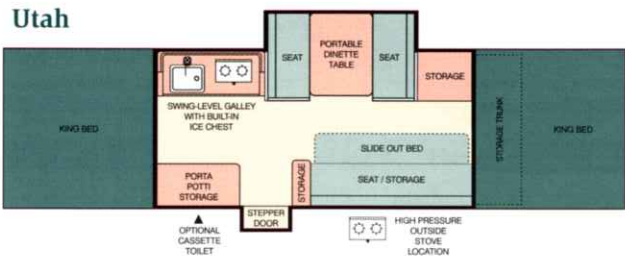 Utah
KING BED
SWING-LEVEL GALLEY
WITH BUILT-IN
ICE CHEST
SEAT
PORTABLE
DINETTE
TABLE
SEAT
STORAGE
STORAGE TRUNK
KING BED
SLIDE OUT BED
SEAT / STORAGE
STORAGE
PORTA
POTTI
STORAGE
STEPPER
DOOR
OPTIONAL
CASSETTE
TOILET
HIGH PRESSURE
OUTSIDE
STOVE
LOCATION